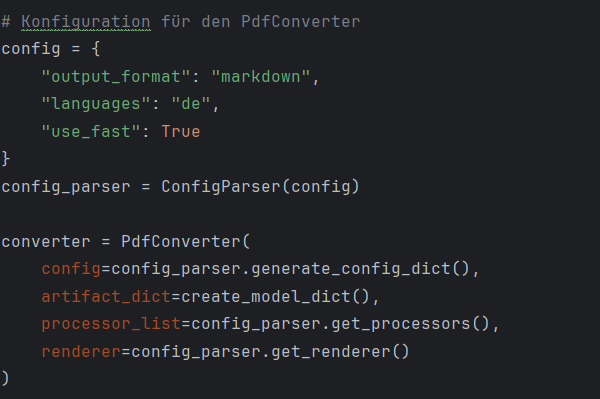 # Konfiguration für den PdfConverter
config = {
    "output_format": "markdown",
    "languages": "de",
    "use_fast": True
}
config_parser = ConfigParser(config)
converter = PdfConverter(
    config=config_parser.generate_config_dict(),
    artifact_dict=create_model_dict(),
    processor_list=config_parser.get_processors(),
    renderer=config_parser.get_renderer()
)